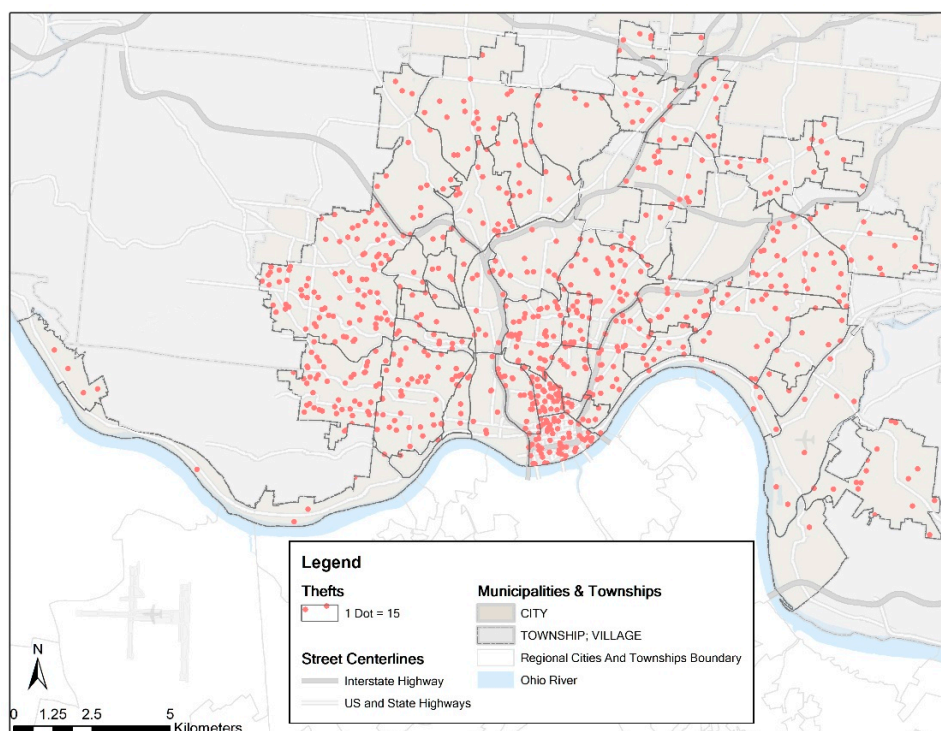 Legend
Thefts
1 Dot = 15
Street Centerlines
Interstate Highway
US and State Highways
Municipalities & Townships
CITY
TOWNSHIP; VILLAGE
Regional Cities And Townships Boundary
Ohio River
N
0 1.25 2.5 5
Kilometers